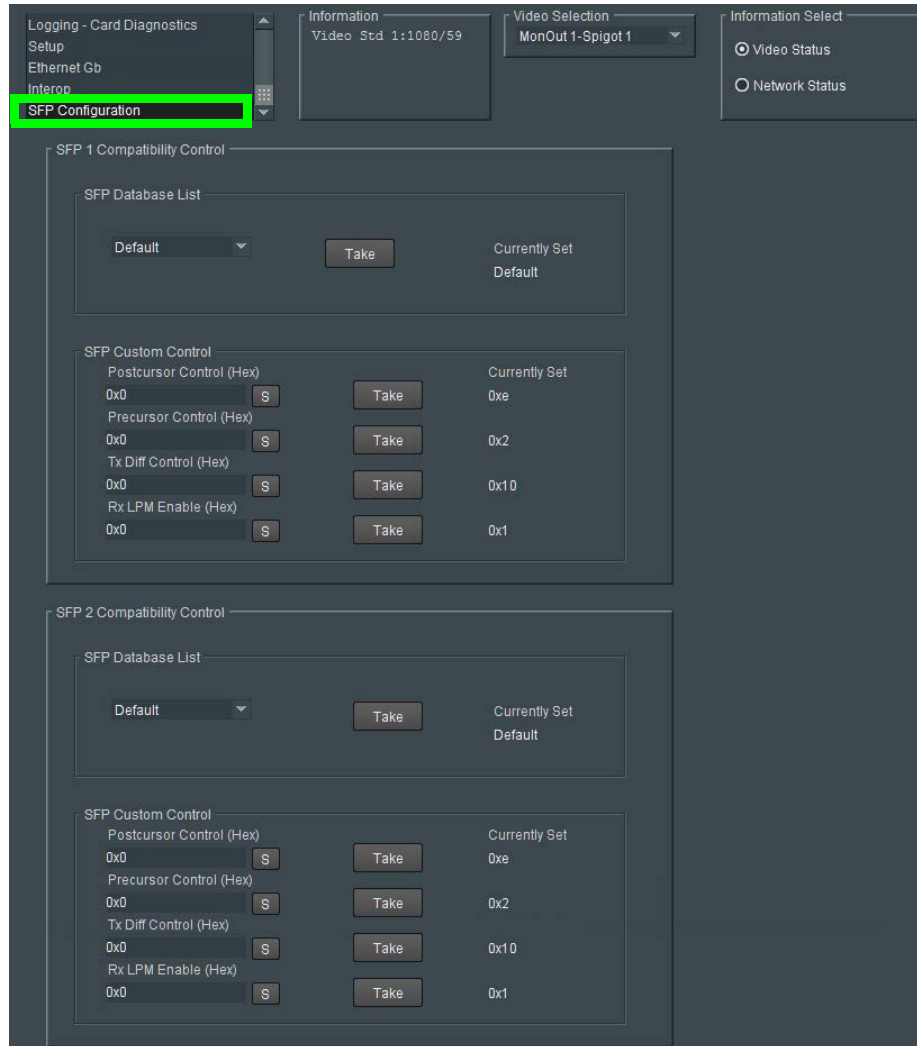 Logging - Card Diagnostics
Setup
Ethernet Gb
Interop
SFP Configuration
Information
Video Std 1:1080/59
Video Selection
MonOut 1-Spigot 1
Information Select
Video Status
Network Status
SFP 1 Compatibility Control
SFP Database List
Default
Take
Currently Set
Default
SFP Custom Control
Postcursor Control (Hex)
Currently Set
0x0 S Take 0xe
Precursor Control (Hex)
0x0 S Take 0x2
Tx Diff Control (Hex)
0x0 S Take 0x10
Rx LPM Enable (Hex)
0x0 S Take 0x1
SFP 2 Compatibility Control
SFP Database List
Default
Take
Currently Set
Default
SFP Custom Control
Postcursor Control (Hex)
Currently Set
0x0 S Take 0xe
Precursor Control (Hex)
0x0 S Take 0x2
Tx Diff Control (Hex)
0x0 S Take 0x10
Rx LPM Enable (Hex)
0x0 S Take 0x1